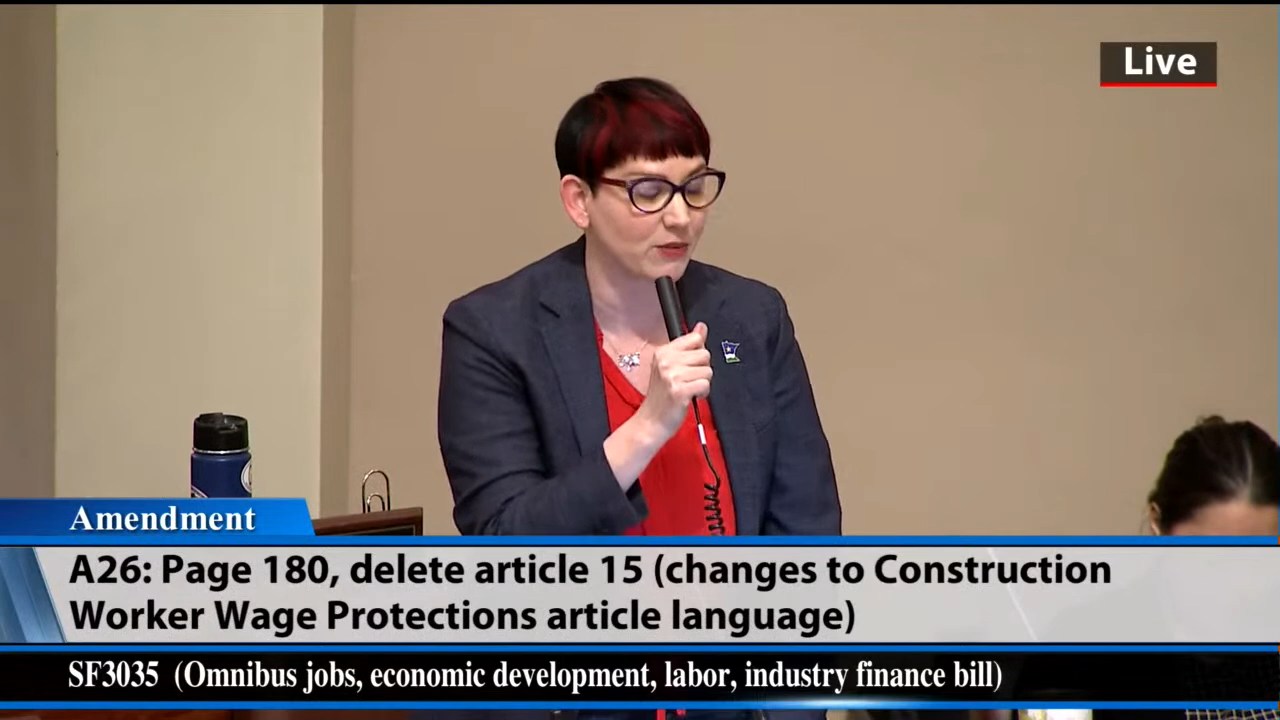 Live
Amendment
A26: Page 180, delete article 15 (changes to Construction
Worker Wage Protections article language)
SF3035 (Omnibus jobs, economic development, labor, industry finance bill)